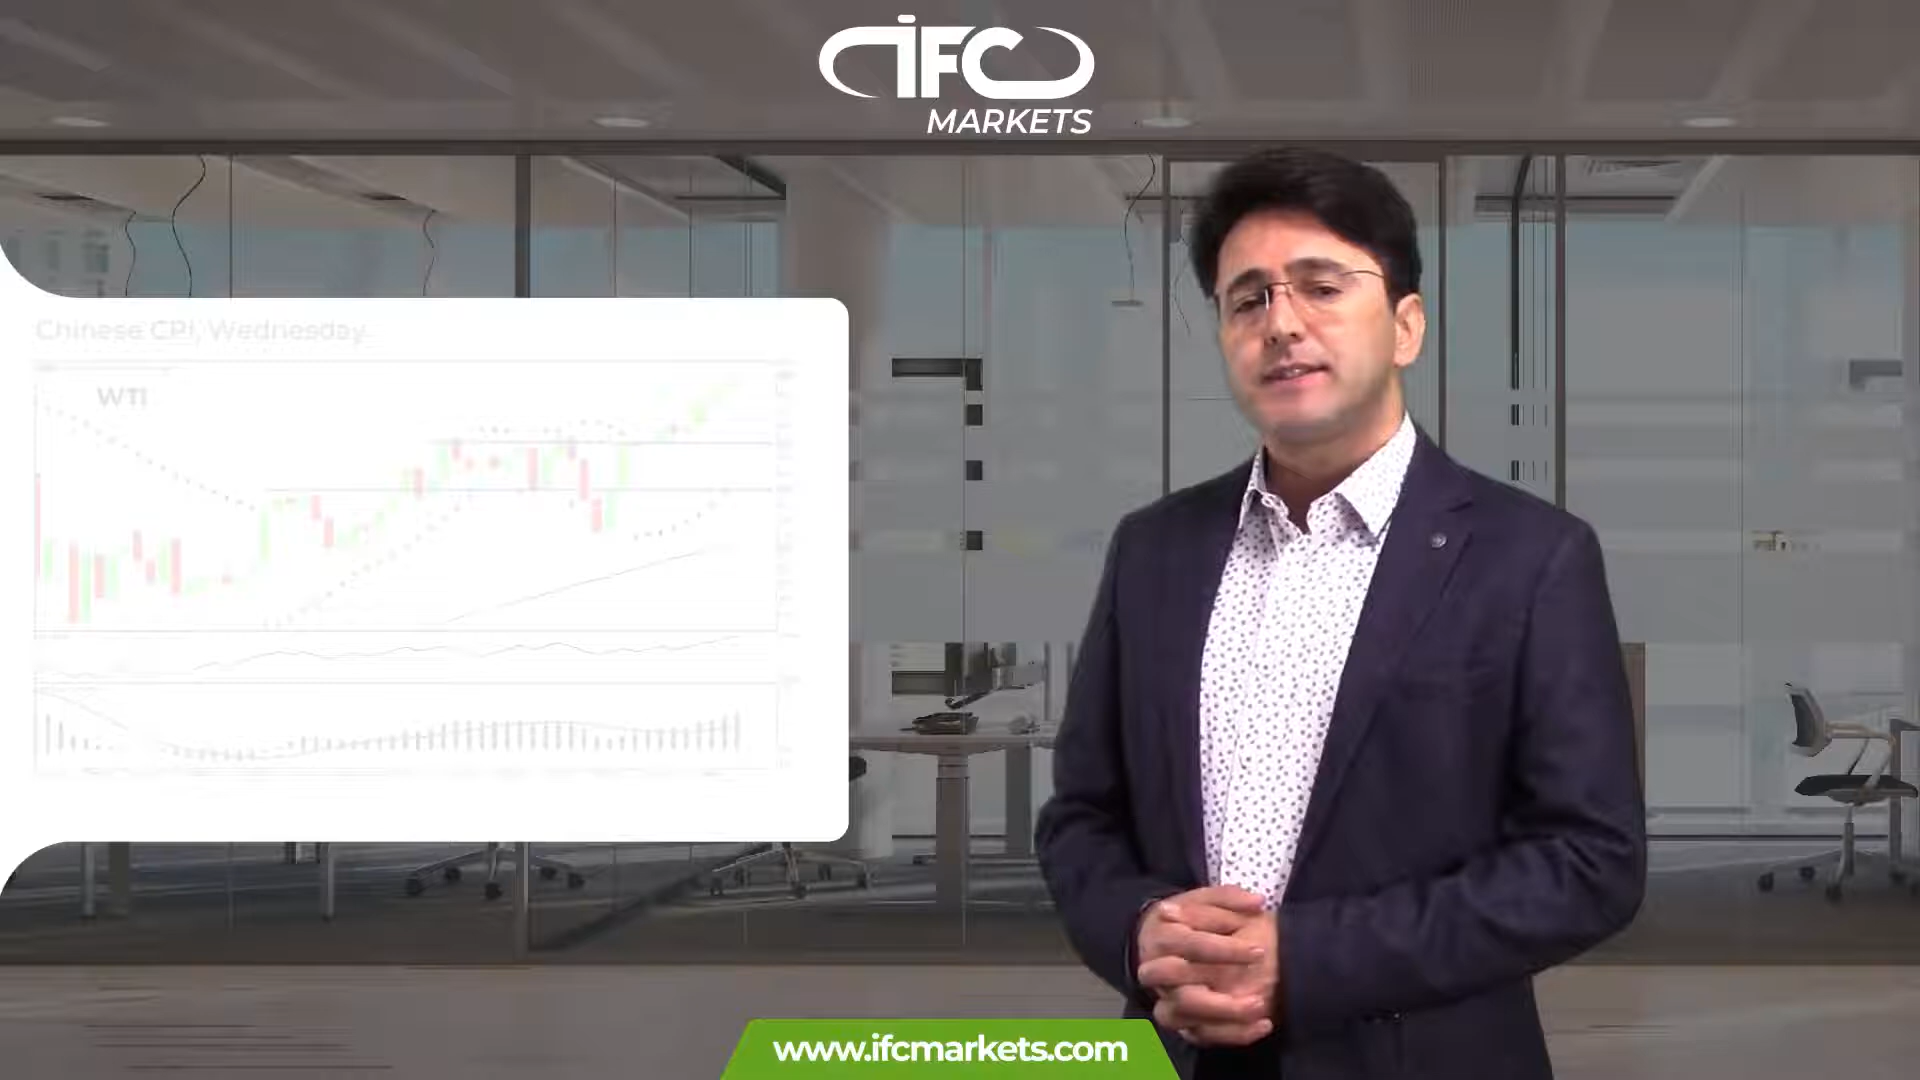 IFC
MARKETS
Chinese CPI, Wednesday
WTI
www.ifcmarkets.com